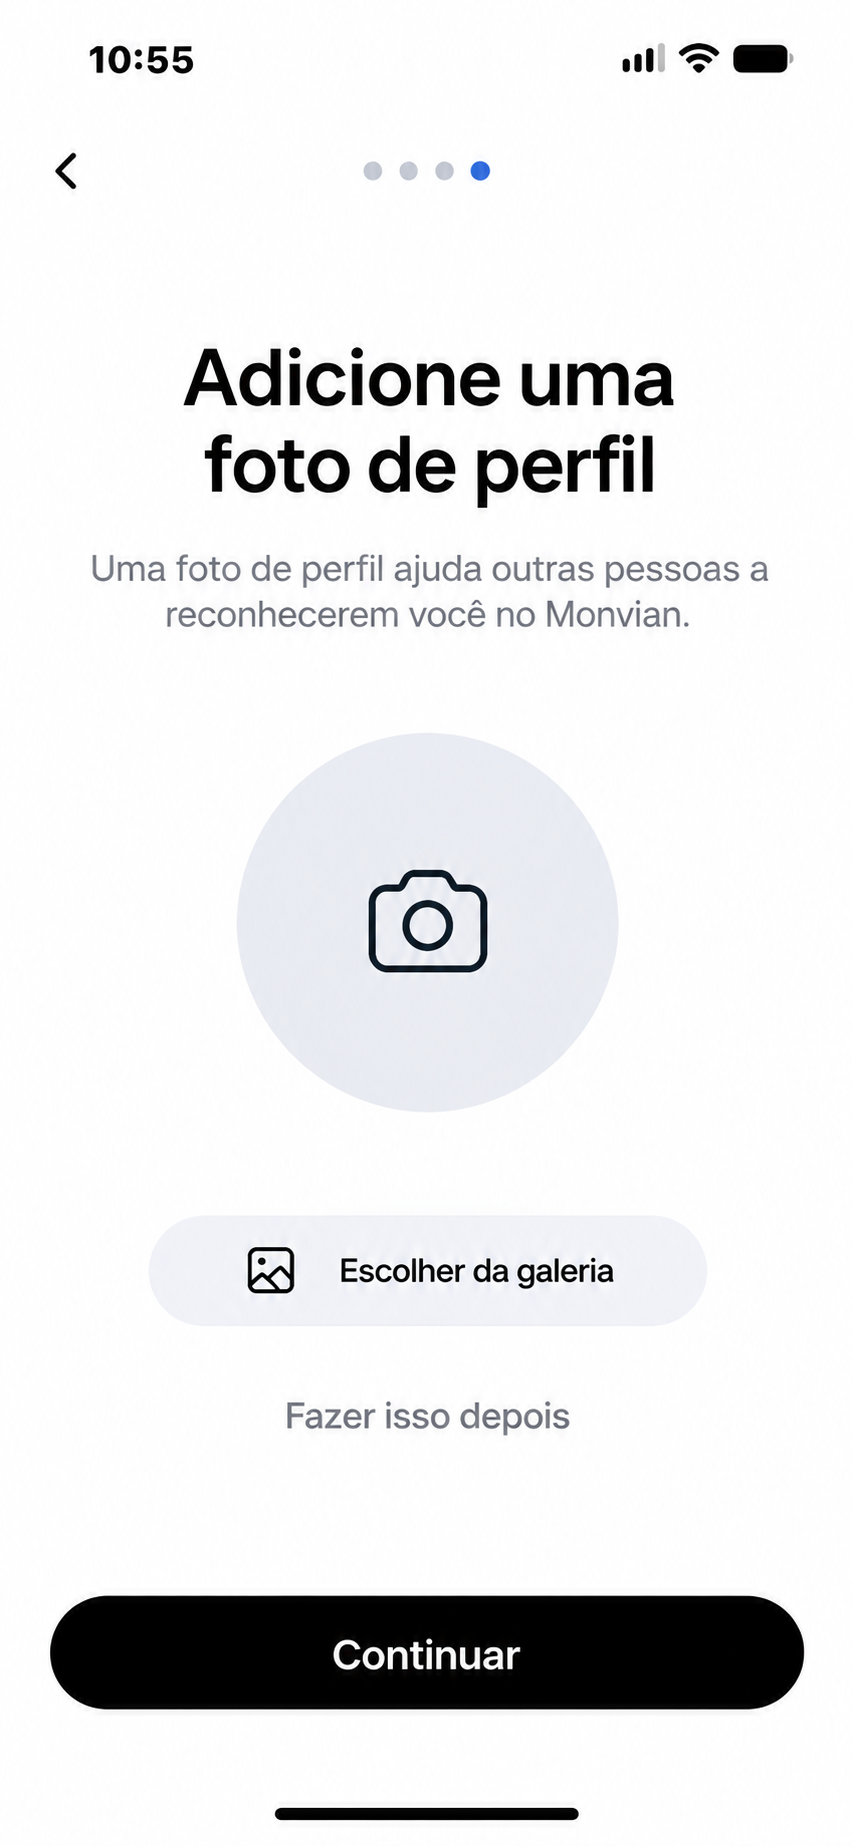 10:55
Adicione uma
foto de perfil
Uma foto de perfil ajuda outras pessoas a
reconhecerem você no Monvian.
Escolher da galeria
Fazer isso depois
Continuar